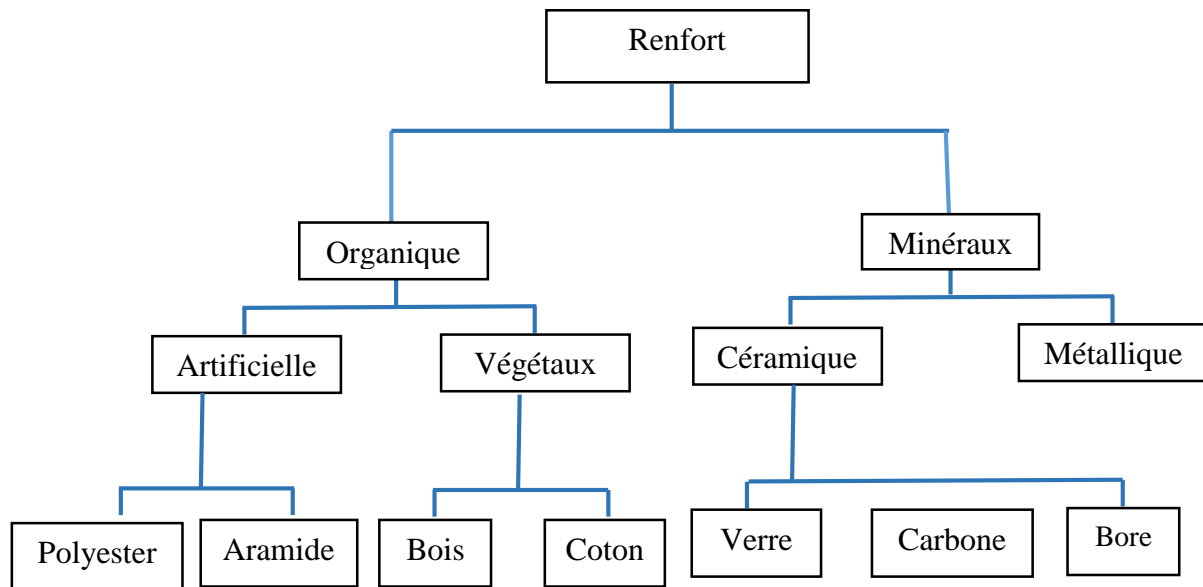 Renfort
Organique
Minéraux
Artificielle
Végétaux
Céramique
Métallique
Polyester
Aramide
Bois
Coton
Verre
Carbone
Bore